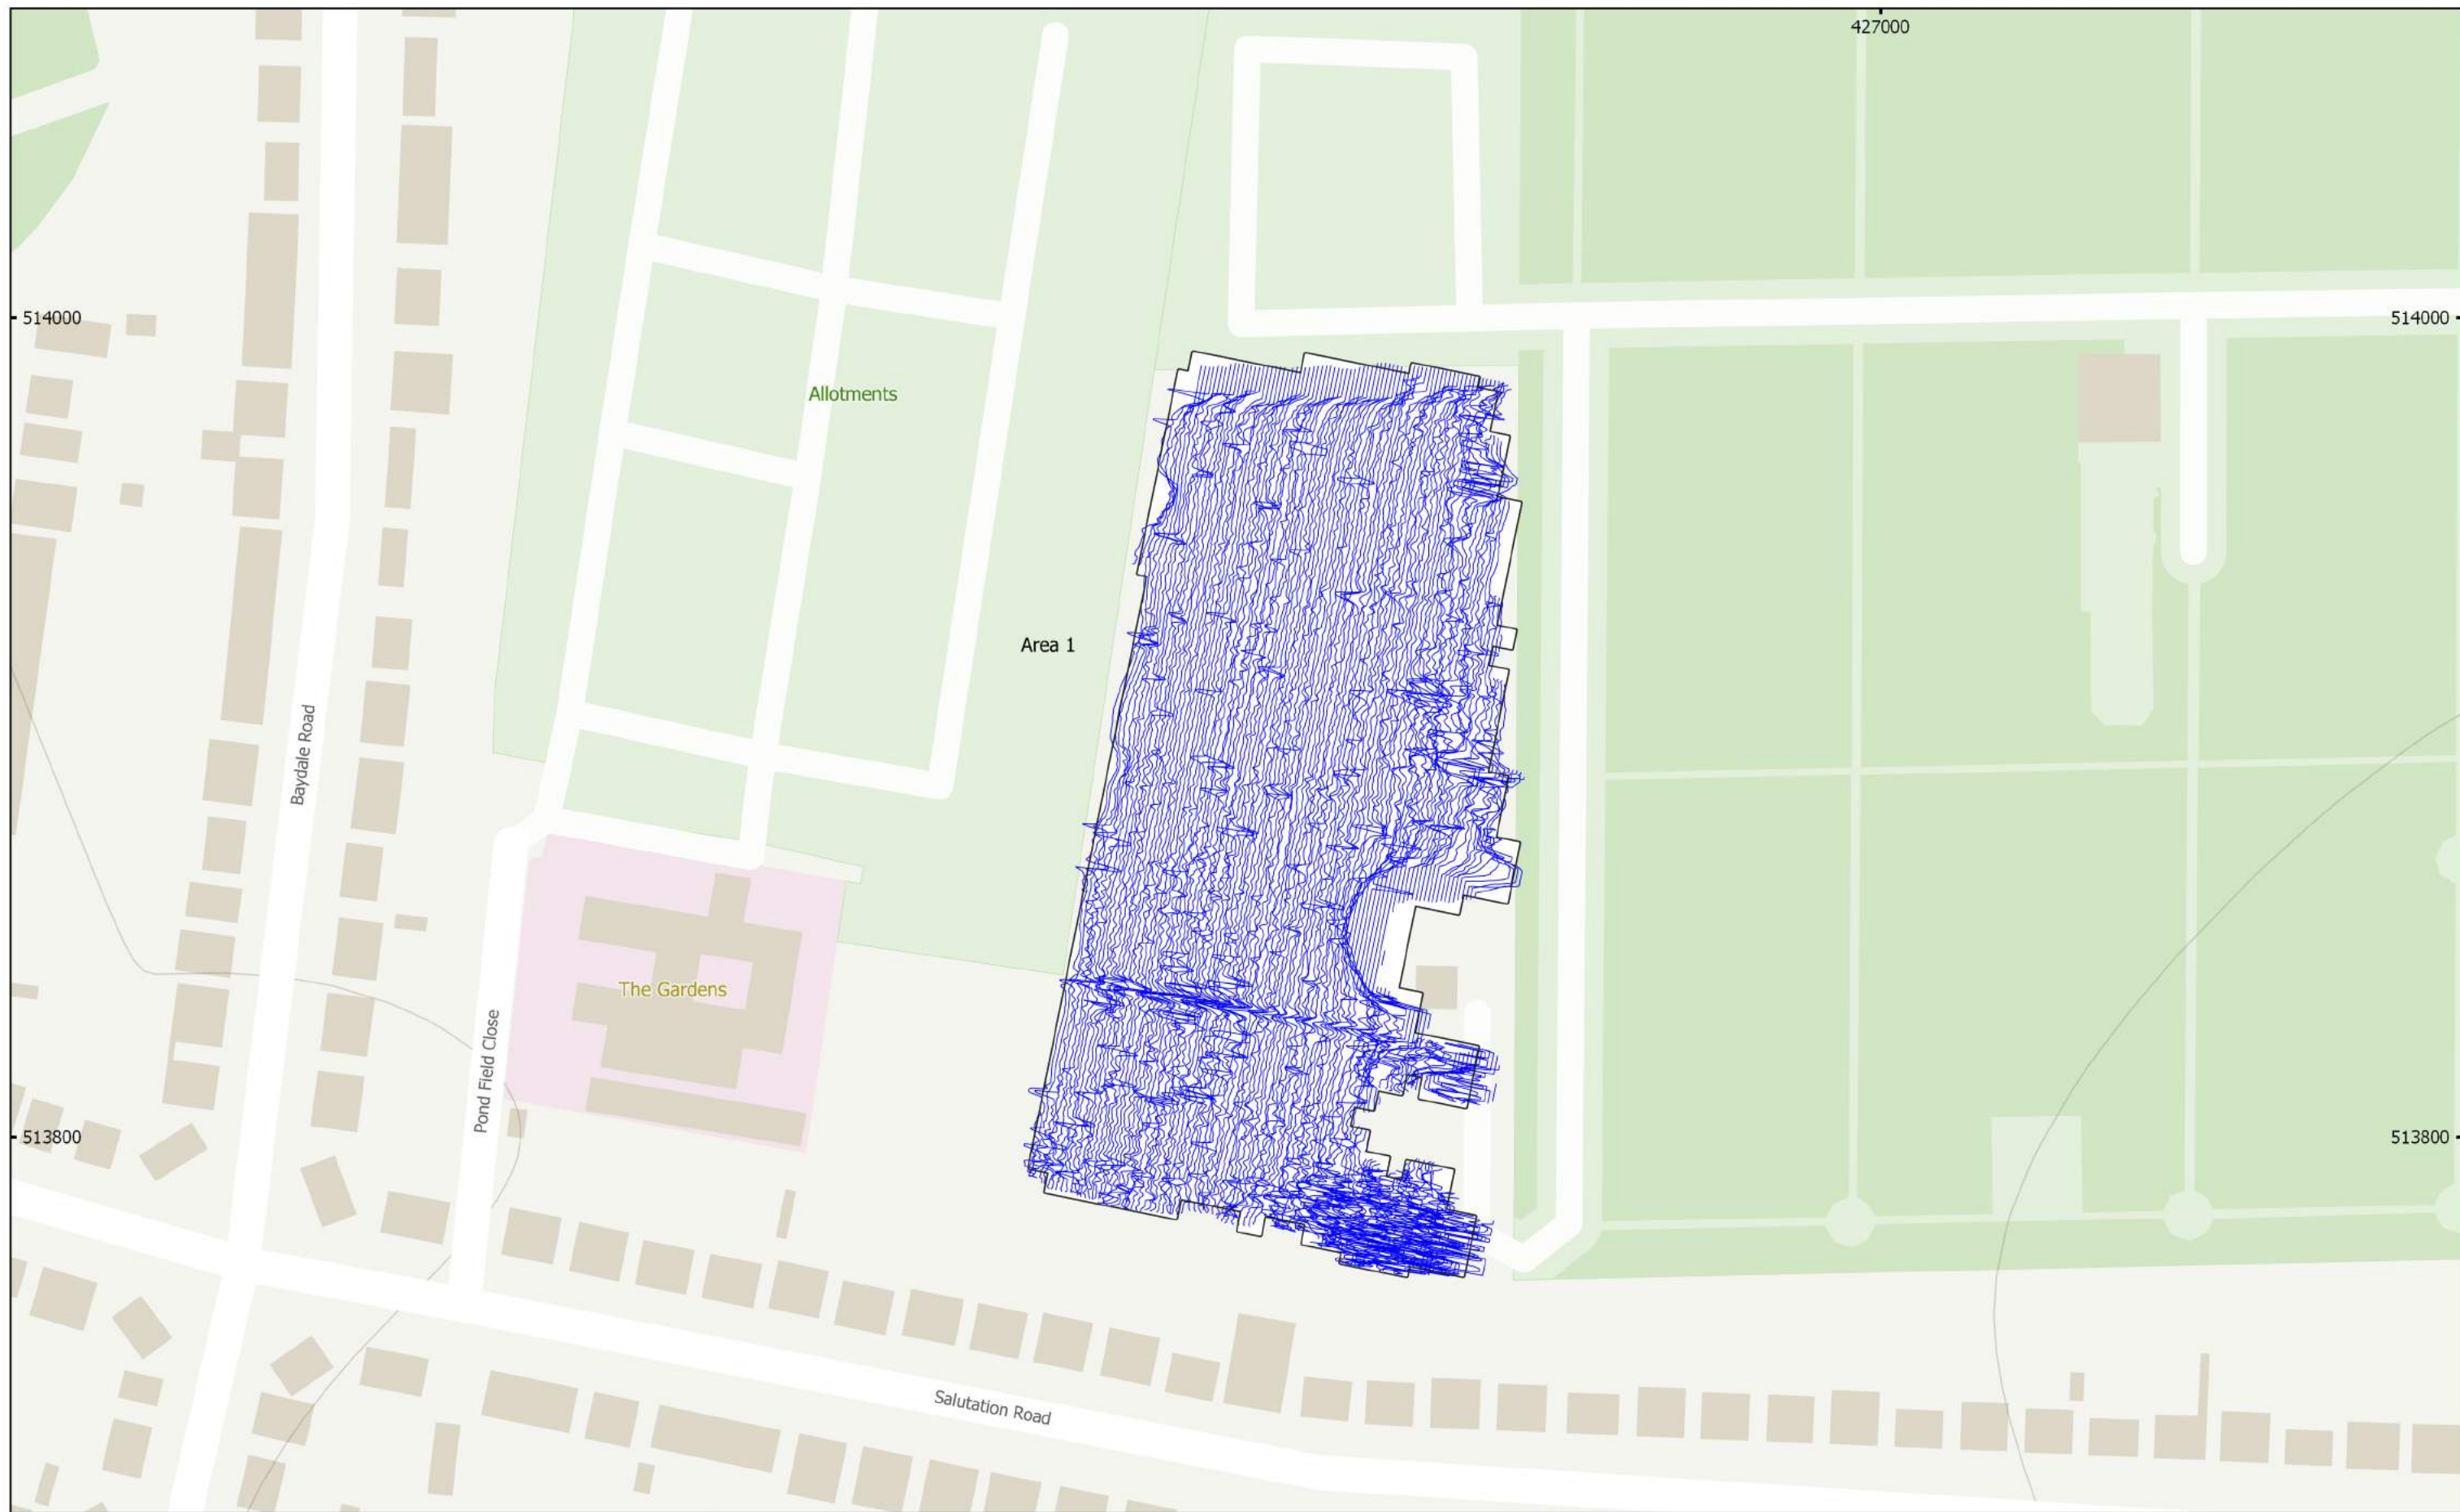 427000
514000
514000
Allotments
Area 1
Baydale Road
The Gardens
Pond Field Close
513800
513800
Salutation Road